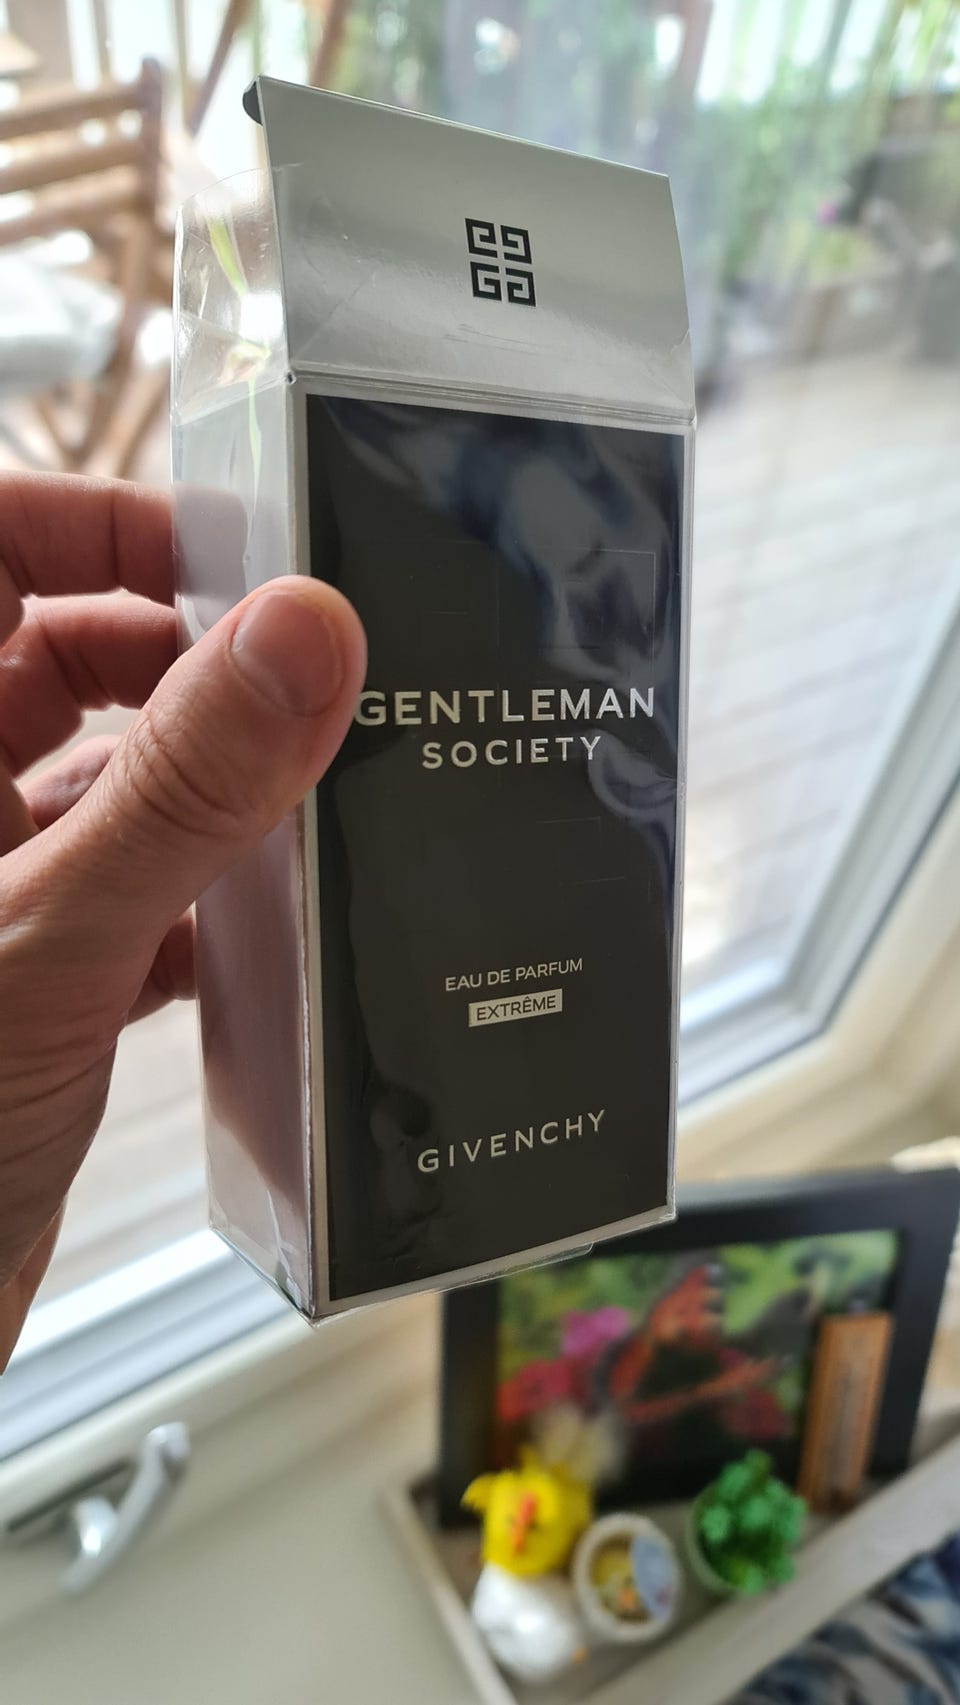 GENTLEMAN
SOCIETY
EAU DE PARFUM
EXTRÊME
GIVENCHY